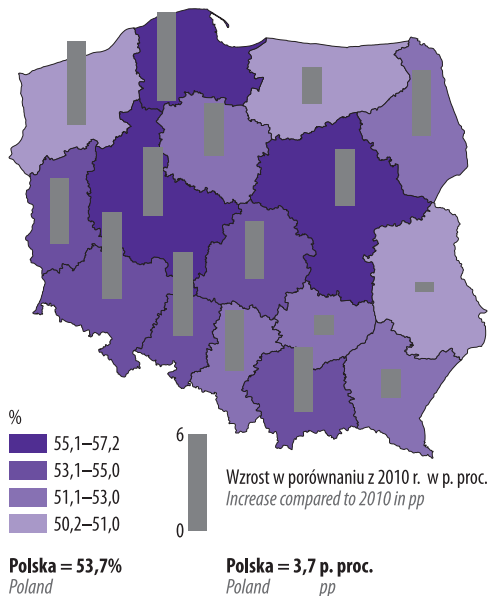 %
55,1–57,2
53,1–55,0
51,1–53,0
50,2–51,0
6
0
Wzrost w porównaniu z 2010 r. w p. proc.
Increase compared to 2010 in pp
Polska = 53,7%
Poland
Polska = 3,7 p. proc.
Poland pp